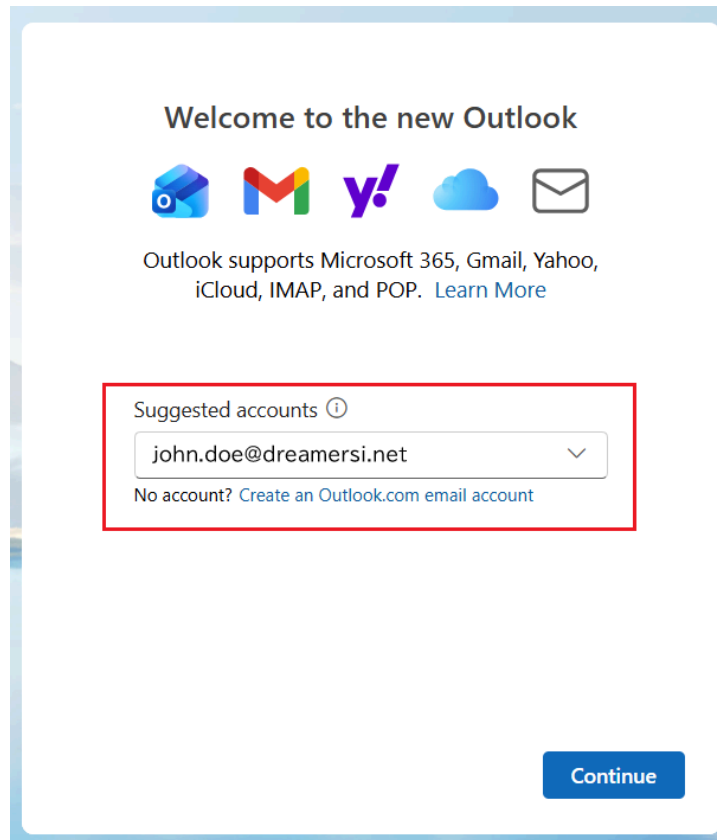 Welcome to the new Outlook
Outlook supports Microsoft 365, Gmail, Yahoo,
iCloud, IMAP, and POP. Learn More
Suggested accounts
john.doe@dreamersi.net
No account? Create an Outlook.com email account
Continue